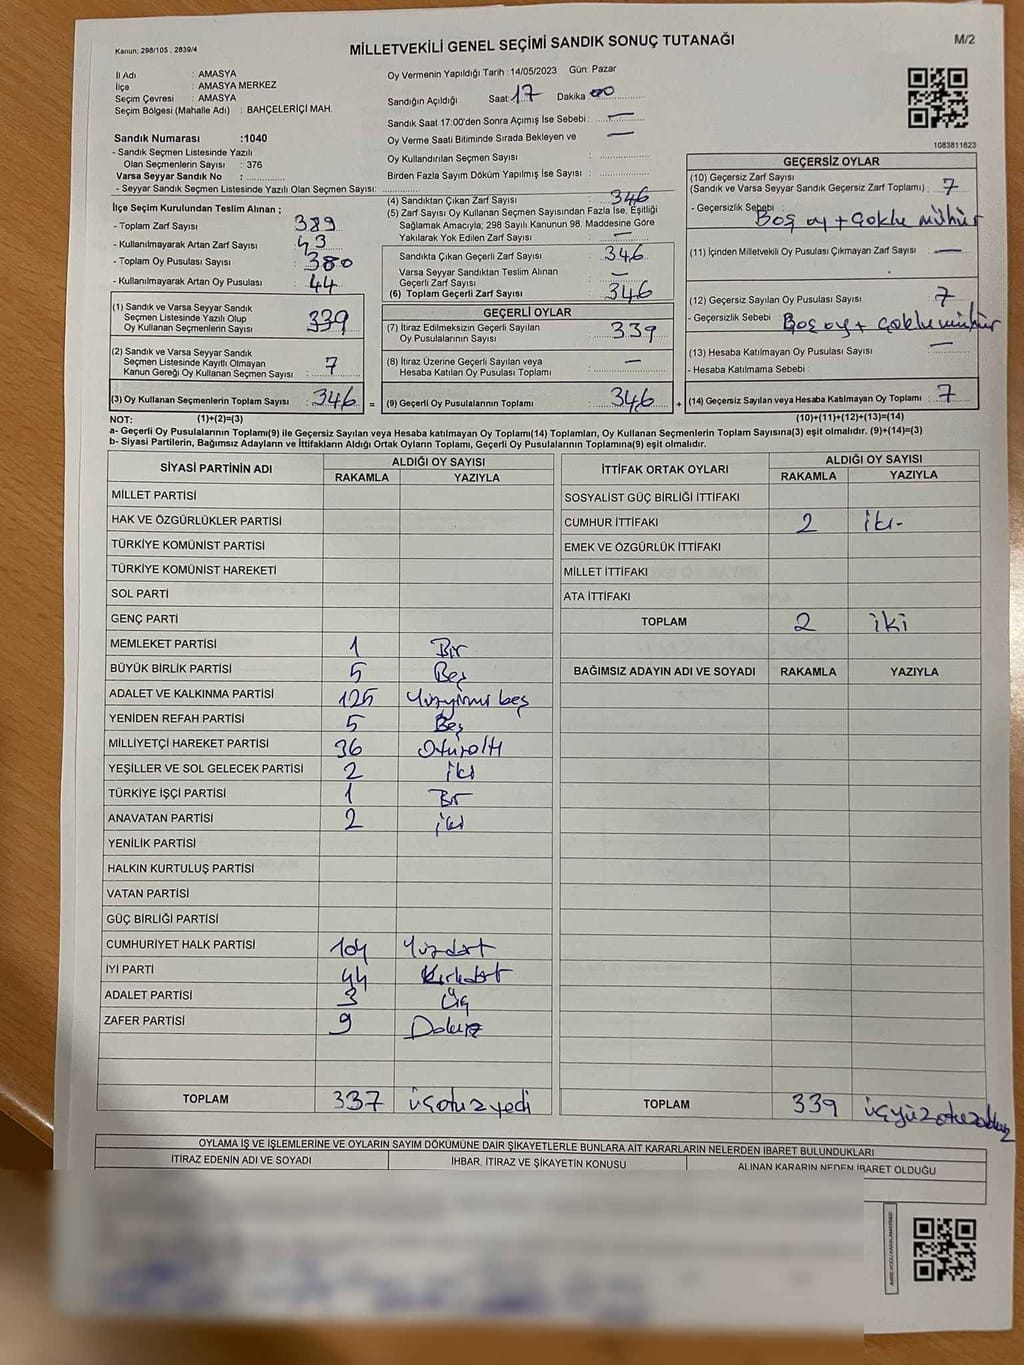 Kanun: 298/105 , 2839/4
MİLLETVEKİLİ GENEL SEÇİMİ SANDIK SONUÇ TUTANAĞI
M/2
İl Adı : AMASYA
İlçe : AMASYA MERKEZ
Seçim Çevresi : AMASYA
Seçim Bölgesi (Mahalle Adı) : BAHÇELERİÇİ MAH.
Oy Vermenin Yapıldığı Tarih : 14/05/2023 Gün: Pazar
Sandığın Açıldığı Saat: 17 Dakika: 00
Sandık Saat 17:00'den Sonra Açımış İse Sebebi : —
Oy Verme Saati Bitiminde Sırada Bekleyen ve —
Oy Kullandırılan Seçmen Sayısı :
Birden Fazla Sayım Döküm Yapılmış İse Sayısı :
Sandık Numarası :1040
- Sandık Seçmen Listesinde Yazılı
Olan Seçmenlerin Sayısı : 376
Varsa Seyyar Sandık No :
- Seyyar Sandık Seçmen Listesinde Yazılı Olan Seçmen Sayısı:
1083811623
İlçe Seçim Kurulundan Teslim Alınan ;
- Toplam Zarf Sayısı : 389
- Kullanılmayarak Artan Zarf Sayısı : 43
- Toplam Oy Pusulası Sayısı : 380
- Kullanılmayarak Artan Oy Pusulası : 44
(1) Sandık ve Varsa Seyyar Sandık
Seçmen Listesinde Yazılı Olup
Oy Kullanan Seçmenlerin Sayısı : 339
(2) Sandık ve Varsa Seyyar Sandık
Seçmen Listesinde Kayıtlı Olmayan
Kanun Gereği Oy Kullanan Seçmen Sayısı : 7
(3) Oy Kullanan Seçmenlerin Toplam Sayısı : 346 =
(4) Sandıktan Çıkan Zarf Sayısı : 346
(5) Zarf Sayısı Oy Kullanan Seçmen Sayısından Fazla İse, Eşitliği
Sağlamak Amacıyla; 298 Sayılı Kanunun 98. Maddesine Göre
Yakılarak Yok Edilen Zarf Sayısı : —
Sandıkta Çıkan Geçerli Zarf Sayısı : 346
Varsa Seyyar Sandıktan Teslim Alınan
Geçerli Zarf Sayısı : —
(6) Toplam Geçerli Zarf Sayısı : 346
GEÇERLİ OYLAR
(7) İtiraz Edilmeksizin Geçerli Sayılan
Oy Pusulalarının Sayısı : 339
(8) İtiraz Üzerine Geçerli Sayılan veya
Hesaba Katılan Oy Pusulası Toplamı : —
(9) Geçerli Oy Pusulalarının Toplamı : 346 +
GEÇERSİZ OYLAR
(10) Geçersiz Zarf Sayısı
(Sandık ve Varsa Seyyar Sandık Geçersiz Zarf Toplamı) : 7
- Geçersizlik Sebebi : Boş oy + çoklu mühür
(11) İçinden Milletvekili Oy Pusulası Çıkmayan Zarf Sayısı : —
(12) Geçersiz Sayılan Oy Pusulası Sayısı : 7
- Geçersizlik Sebebi : Boş oy + çoklu mühür
(13) Hesaba Katılmayan Oy Pusulası Sayısı : —
- Hesaba Katılmama Sebebi :
(14) Geçersiz Sayılan veya Hesaba Katılmayan Oy Toplamı : 7
NOT: (1)+(2)=(3) (10)+(11)+(12)+(13)=(14)
a- Geçerli Oy Pusulalarının Toplamı(9) ile Geçersiz Sayılan veya Hesaba Katılmayan Oy Toplamı(14) Toplamları, Oy Kullanan Seçmenlerin Toplam Sayısına(3) eşit olmalıdır. (9)+(14)=(3)
b- Siyasi Partilerin, Bağımsız Adayların ve İttifakların Aldığı Ortak Oyların Toplamı, Geçerli Oy Pusulalarının Toplamına(9) eşit olmalıdır.
SİYASİ PARTİNİN ADI ALDIĞI OY SAYISI
RAKAMLA YAZIYLA
MİLLET PARTİSİ
HAK VE ÖZGÜRLÜKLER PARTİSİ
TÜRKİYE KOMÜNİST PARTİSİ
TÜRKİYE KOMÜNİST HAREKETİ
SOL PARTİ
GENÇ PARTİ
MEMLEKET PARTİSİ 1 Bir
BÜYÜK BİRLİK PARTİSİ 5 Beş
ADALET VE KALKINMA PARTİSİ 125 Yüzyirmi beş
YENİDEN REFAH PARTİSİ 5 Beş
MİLLİYETÇİ HAREKET PARTİSİ 36 Otuzaltı
YEŞİLLER VE SOL GELECEK PARTİSİ 2 iki
TÜRKİYE İŞÇİ PARTİSİ 1 Bir
ANAVATAN PARTİSİ 2 iki
YENİLİK PARTİSİ
HALKIN KURTULUŞ PARTİSİ
VATAN PARTİSİ
GÜÇ BİRLİĞİ PARTİSİ
CUMHURİYET HALK PARTİSİ 104 Yüzdört
İYİ PARTİ 44 Kırkdört
ADALET PARTİSİ 3 Üç
ZAFER PARTİSİ 9 Dokuz
TOPLAM 337 üçotuzyedi
İTTİFAK ORTAK OYLARI ALDIĞI OY SAYISI
RAKAMLA YAZIYLA
SOSYALİST GÜÇ BİRLİĞİ İTTİFAKI
CUMHUR İTTİFAKI 2 iki-
EMEK VE ÖZGÜRLÜK İTTİFAKI
MİLLET İTTİFAKI
ATA İTTİFAKI
TOPLAM 2 iki
BAĞIMSIZ ADAYIN ADI VE SOYADI RAKAMLA YAZIYLA
TOPLAM 339 üçyüzotuzdokuz
OYLAMA İŞ VE İŞLEMLERİNE VE OYLARIN SAYIM DÖKÜMÜNE DAİR ŞİKAYETLERLE BUNLARA AİT KARARLARIN NELERDEN İBARET BULUNDUKLARI
İTİRAZ EDENİN ADI VE SOYADI İHBAR, İTİRAZ VE ŞİKAYETİN KONUSU ALINAN KARARIN NEDEN İBARET OLDUĞU